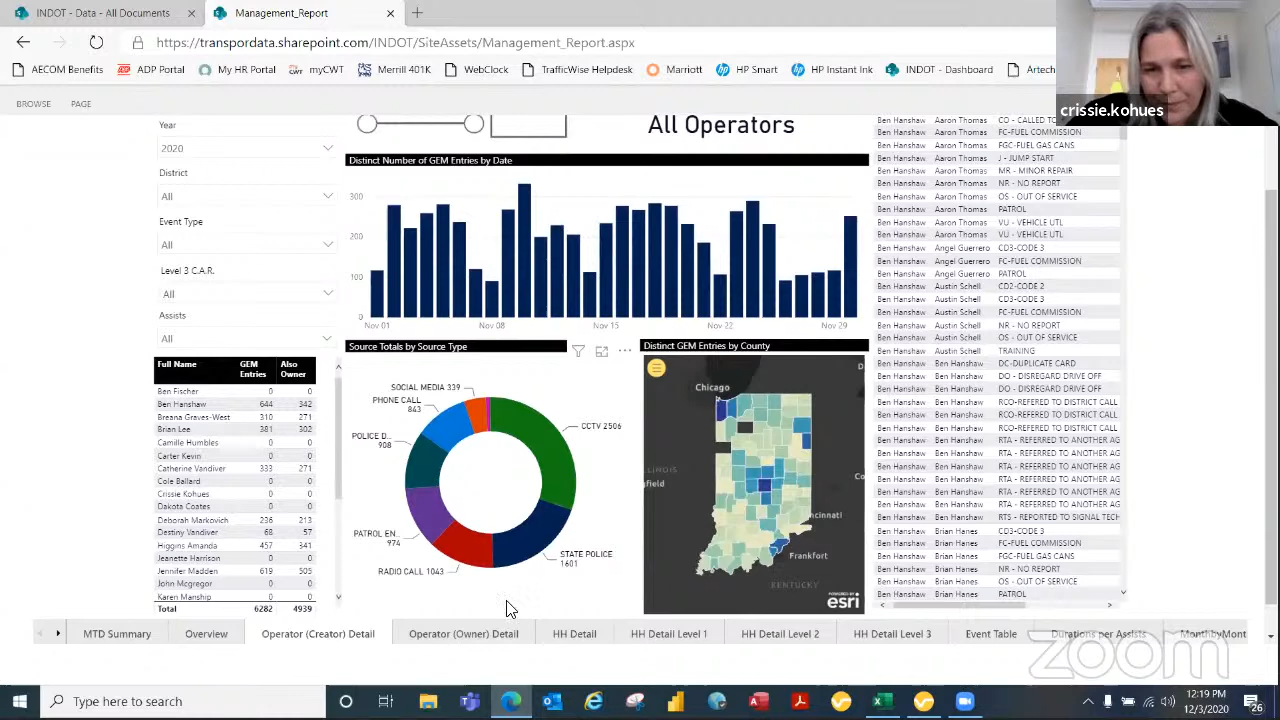 INDOT - Data - All Documents
Management_Report
https://transpordata.sharepoint.com/INDOT/SiteAssets/Management_Report.aspx
AECOM Benefits
ADP Portal
My HR Portal
myCWT
Merrill 401K
WebClock
TrafficWise Helpdesk
Marriott
HP Smart
HP Instant Ink
INDOT - Dashboard
Artech
crissie.kohues
BROWSE
PAGE
Year
2020
District
All
Event Type
All
Level 3 C.A.R.
All
Assists
All
All Operators
Distinct Number of GEM Entries by Date
300
200
100
0
Nov 01
Nov 08
Nov 15
Nov 22
Nov 29
Full Name GEM Entries Also Owner
Ben Fischer 0 0
Ben Hanshaw 644 342
Breana Graves-West 310 271
Brian Lee 381 302
Camille Humbles 0 0
Carter Kevin 0 0
Catherine Vandiver 333 271
Cole Ballard 0 0
Crissie Kohues 0 0
Dakota Coates 0 0
Deborah Markovich 236 213
Destiny Vandiver 68 57
Higgins Amanda 457 341
Jeanette Harrison 0 0
Jennifer Madden 619 505
John Mcgregor 0 0
Karen Manship 0 0
Total 6282 4939
Source Totals by Source Type
SOCIAL MEDIA 339
PHONE CALL 843
POLICE D... 908
PATROL EN... 974
RADIO CALL 1043
CCTV 2506
STATE POLICE 1601
Distinct GEM Entries by County
Chicago
ILLINOIS
gfield
D
Co
ncinnati
Frankfort
KENTUCKY
POWERED BY
esri
Ben Hanshaw Aaron Thomas CO - CALLED TO
Ben Hanshaw Aaron Thomas FC-FUEL COMMISSION
Ben Hanshaw Aaron Thomas FGC-FUEL GAS CANS
Ben Hanshaw Aaron Thomas J - JUMP START
Ben Hanshaw Aaron Thomas MR - MINOR REPAIR
Ben Hanshaw Aaron Thomas NR - NO REPORT
Ben Hanshaw Aaron Thomas OS - OUT OF SERVICE
Ben Hanshaw Aaron Thomas PATROL
Ben Hanshaw Aaron Thomas VU - VEHICLE UTL
Ben Hanshaw Aaron Thomas VU - VEHICLE UTL
Ben Hanshaw Angel Guerrero CD3-CODE 3
Ben Hanshaw Angel Guerrero FC-FUEL COMMISSION
Ben Hanshaw Angel Guerrero PATROL
Ben Hanshaw Austin Schell CD2-CODE 2
Ben Hanshaw Austin Schell CD3-CODE 3
Ben Hanshaw Austin Schell FC-FUEL COMMISSION
Ben Hanshaw Austin Schell NR - NO REPORT
Ben Hanshaw Austin Schell OS - OUT OF SERVICE
Ben Hanshaw Austin Schell TRAINING
Ben Hanshaw Ben Hanshaw DC-DUPLICATE CARD
Ben Hanshaw Ben Hanshaw DO - DISREGARD DRIVE OFF
Ben Hanshaw Ben Hanshaw DO - DISREGARD DRIVE OFF
Ben Hanshaw Ben Hanshaw RCO-REFERED TO DISTRICT CALL
Ben Hanshaw Ben Hanshaw RCO-REFERED TO DISTRICT CALL
Ben Hanshaw Ben Hanshaw RCO-REFERED TO DISTRICT CALL
Ben Hanshaw Ben Hanshaw RTA - REFERRED TO ANOTHER AG
Ben Hanshaw Ben Hanshaw RTA - REFERRED TO ANOTHER AG
Ben Hanshaw Ben Hanshaw RTA - REFERRED TO ANOTHER AG
Ben Hanshaw Ben Hanshaw RTA - REFERRED TO ANOTHER AG
Ben Hanshaw Ben Hanshaw RTA - REFERRED TO ANOTHER AG
Ben Hanshaw Ben Hanshaw RTA - REFERRED TO ANOTHER AG
Ben Hanshaw Ben Hanshaw RTS - REPORTED TO SIGNAL TECH
Ben Hanshaw Brian Hanes CD3-CODE 3
Ben Hanshaw Brian Hanes FC-FUEL COMMISSION
Ben Hanshaw Brian Hanes FGC-FUEL GAS CANS
Ben Hanshaw Brian Hanes NR - NO REPORT
Ben Hanshaw Brian Hanes OS - OUT OF SERVICE
Ben Hanshaw Brian Hanes PATROL
MTD Summary
Overview
Operator (Creator) Detail
Operator (Owner) Detail
HH Detail
HH Detail Level 1
HH Detail Level 2
HH Detail Level 3
Event Table
Durations per Assists
MonthbyMont
zoom
Type here to search
12:19 PM
12/3/2020
26